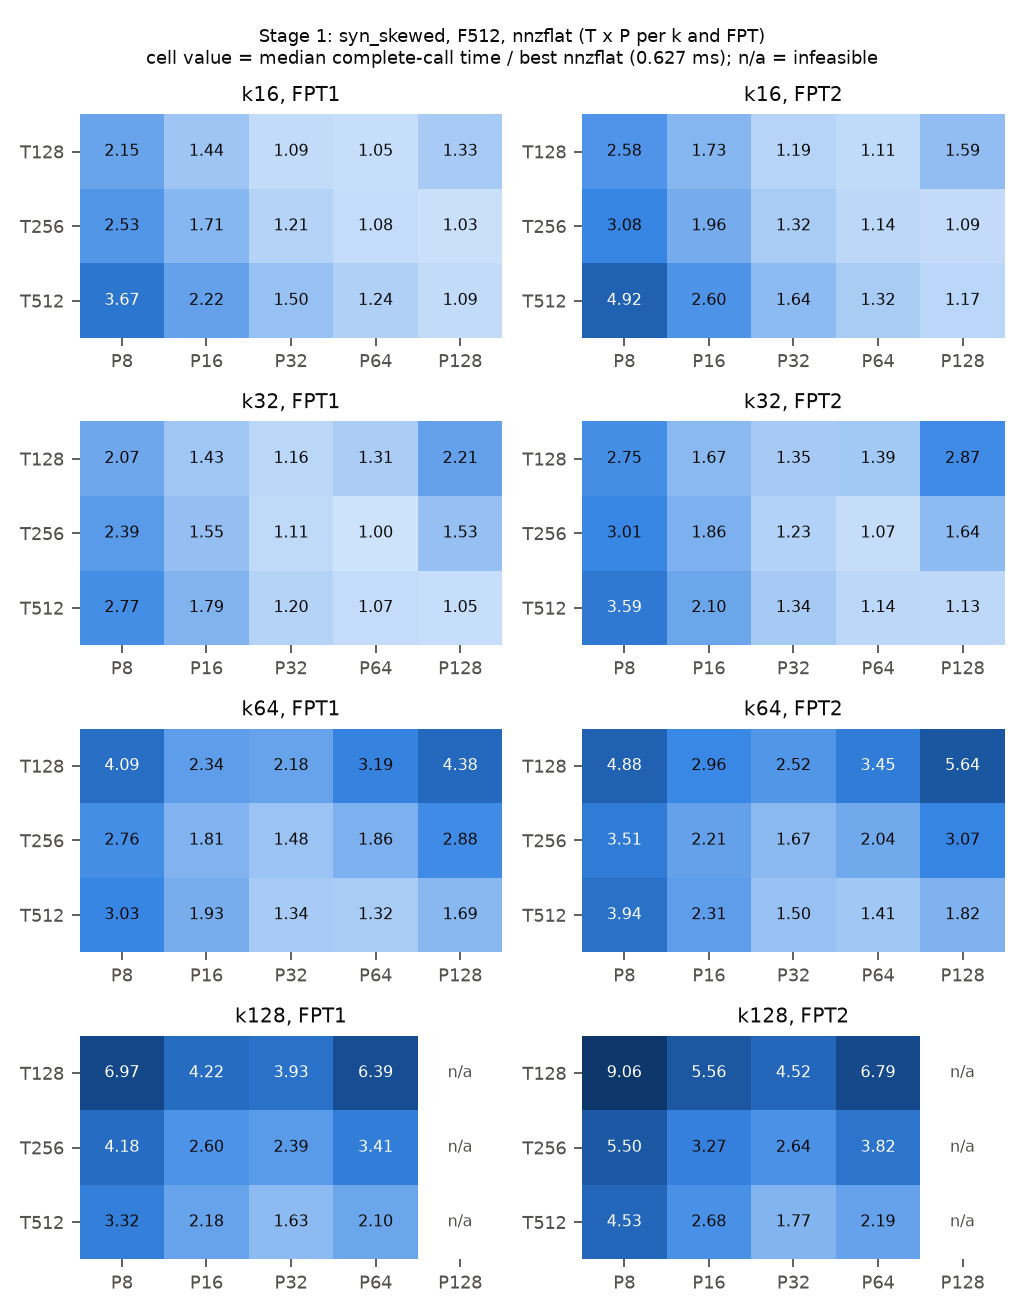 Stage 1: syn_skewed, F512, nnzflat (T x P per k and FPT)
cell value = median complete-call time / best nnzflat (0.627 ms); n/a = infeasible
k16, FPT1
T128 2.15 1.44 1.09 1.05 1.33
T256 2.53 1.71 1.21 1.08 1.03
T512 3.67 2.22 1.50 1.24 1.09
P8 P16 P32 P64 P128
k16, FPT2
T128 2.58 1.73 1.19 1.11 1.59
T256 3.08 1.96 1.32 1.14 1.09
T512 4.92 2.60 1.64 1.32 1.17
P8 P16 P32 P64 P128
k32, FPT1
T128 2.07 1.43 1.16 1.31 2.21
T256 2.39 1.55 1.11 1.00 1.53
T512 2.77 1.79 1.20 1.07 1.05
P8 P16 P32 P64 P128
k32, FPT2
T128 2.75 1.67 1.35 1.39 2.87
T256 3.01 1.86 1.23 1.07 1.64
T512 3.59 2.10 1.34 1.14 1.13
P8 P16 P32 P64 P128
k64, FPT1
T128 4.09 2.34 2.18 3.19 4.38
T256 2.76 1.81 1.48 1.86 2.88
T512 3.03 1.93 1.34 1.32 1.69
P8 P16 P32 P64 P128
k64, FPT2
T128 4.88 2.96 2.52 3.45 5.64
T256 3.51 2.21 1.67 2.04 3.07
T512 3.94 2.31 1.50 1.41 1.82
P8 P16 P32 P64 P128
k128, FPT1
T128 6.97 4.22 3.93 6.39 n/a
T256 4.18 2.60 2.39 3.41 n/a
T512 3.32 2.18 1.63 2.10 n/a
P8 P16 P32 P64 P128
k128, FPT2
T128 9.06 5.56 4.52 6.79 n/a
T256 5.50 3.27 2.64 3.82 n/a
T512 4.53 2.68 1.77 2.19 n/a
P8 P16 P32 P64 P128